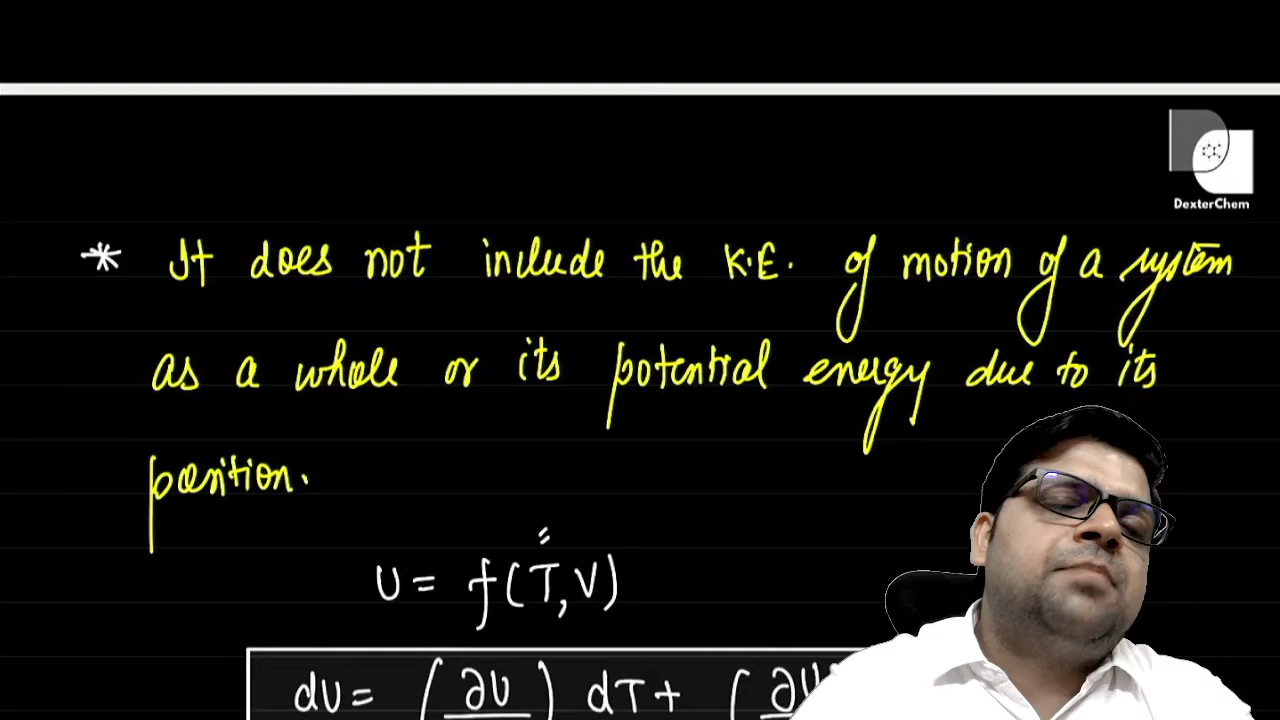 DexterChem
* It does not include the K.E. of motion of a system
as a whole or its potential energy due to its
position.
U = f(T,V)
dU= (∂U) dT+ (∂U